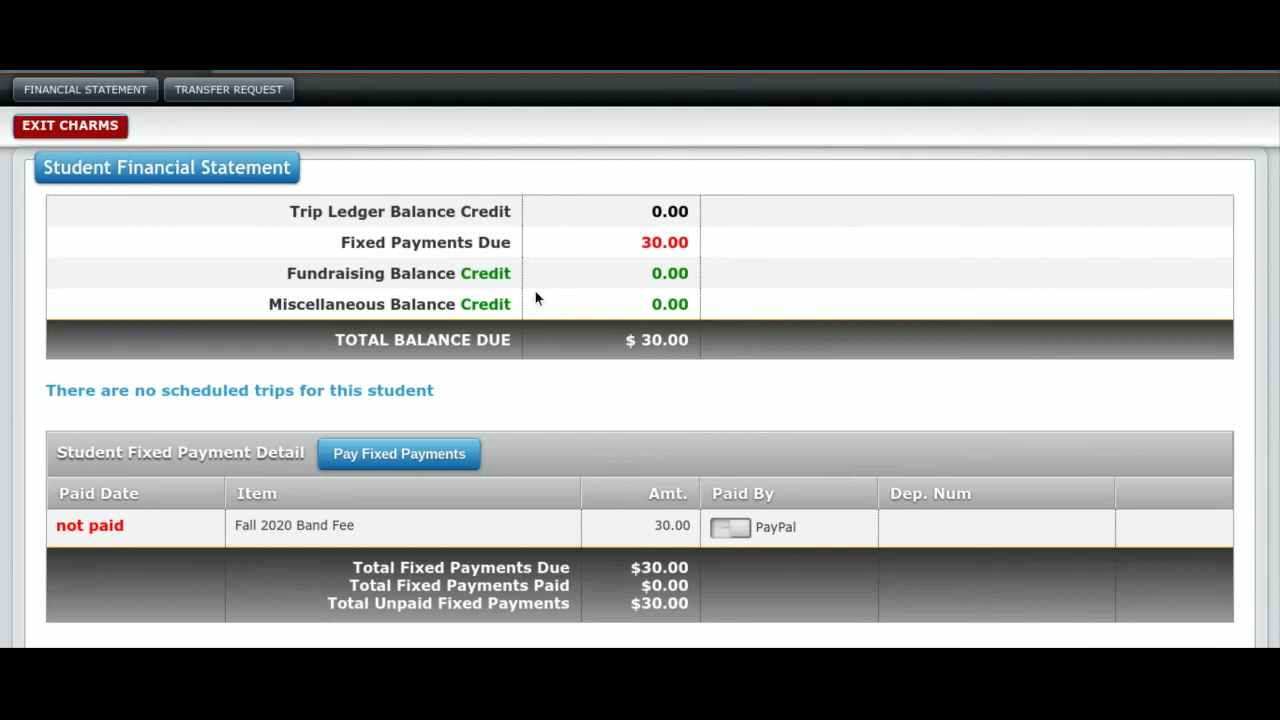 FINANCIAL STATEMENT TRANSFER REQUEST
EXIT CHARMS
Student Financial Statement
Trip Ledger Balance Credit 0.00
Fixed Payments Due 30.00
Fundraising Balance Credit 0.00
Miscellaneous Balance Credit 0.00
TOTAL BALANCE DUE $ 30.00
There are no scheduled trips for this student
Student Fixed Payment Detail Pay Fixed Payments
Paid Date Item Amt. Paid By Dep. Num
not paid Fall 2020 Band Fee 30.00 PayPal
Total Fixed Payments Due $30.00
Total Fixed Payments Paid $0.00
Total Unpaid Fixed Payments $30.00